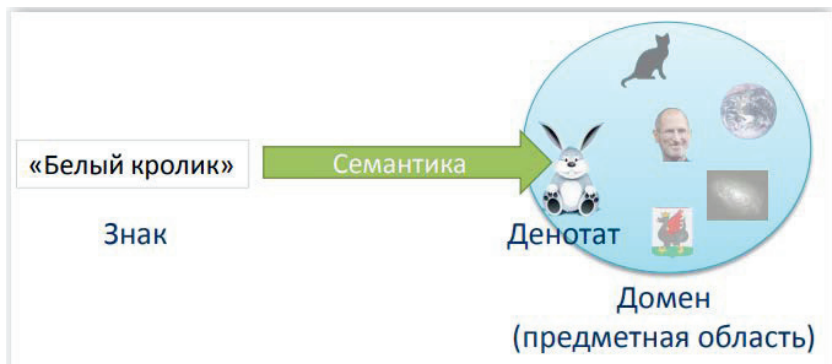 «Белый кролик»
Семантика
Знак
Денотат
Домен
(предметная область)